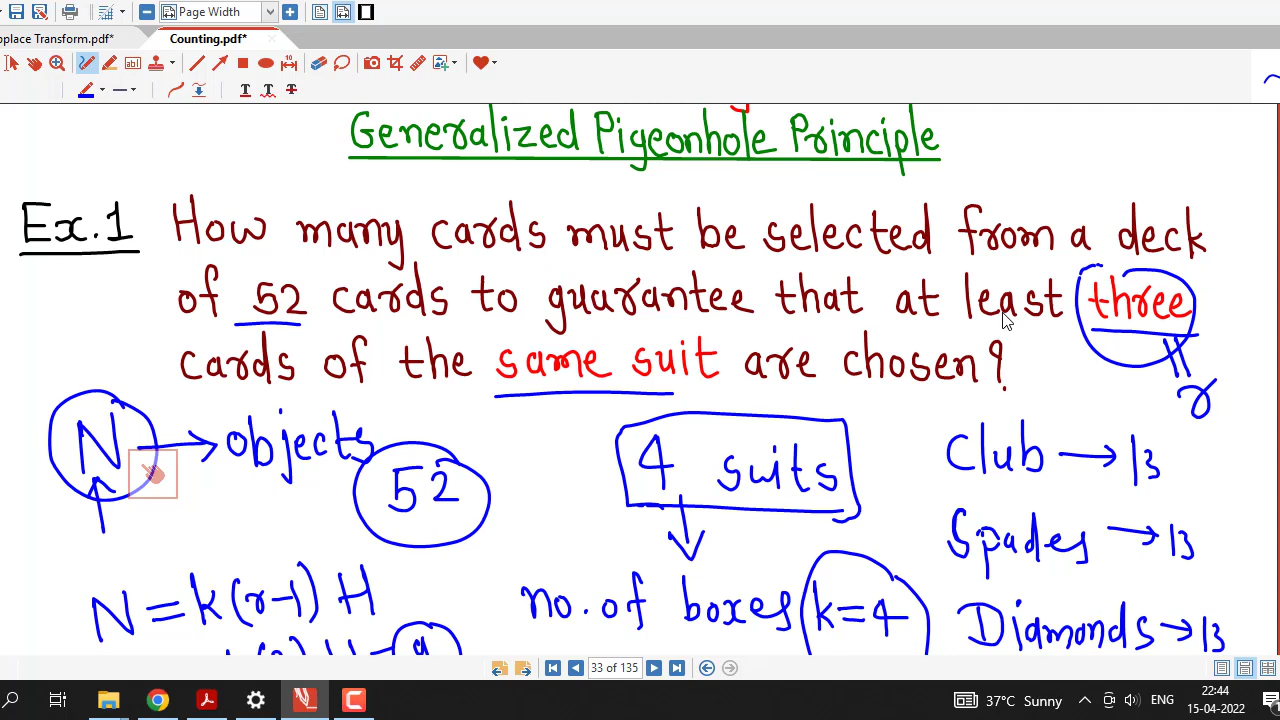 Page Width
place Transform.pdf*
Counting.pdf*
Generalized Pigeonhole Principle
Ex.1 How many cards must be selected from a deck
of 52 cards to guarantee that at least three
cards of the same suit are chosen?
r
N → objects
52
4 suits
Club → 13
Spades → 13
N = k(r-1) H
no. of boxes k=4
Diamonds → 13
33 of 135
37°C Sunny
ENG
22:44
15-04-2022